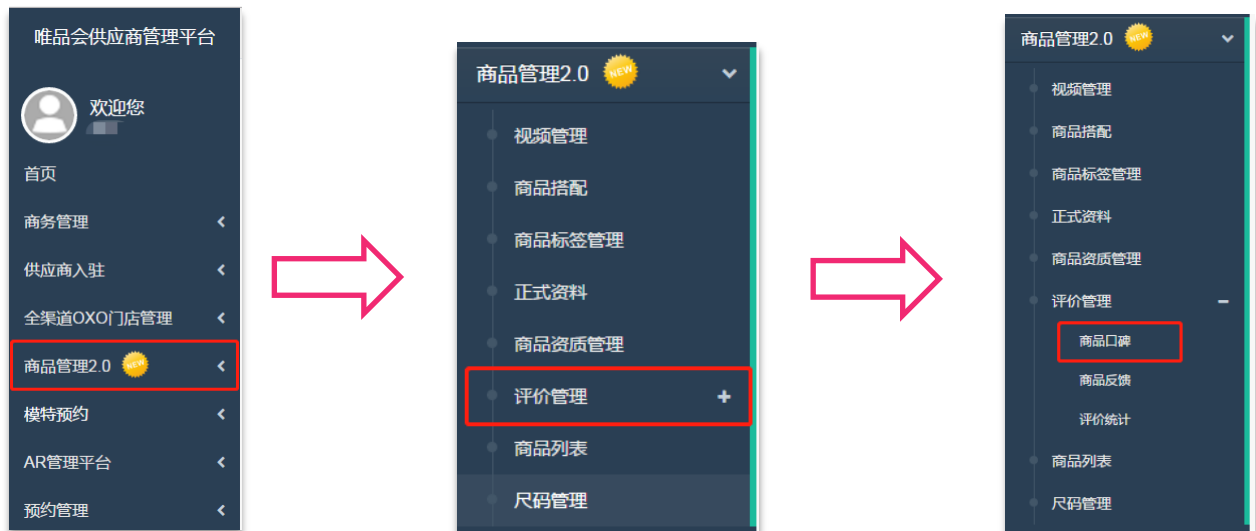 唯品会供应商管理平台
欢迎您
首页
商务管理
供应商入驻
全渠道OXO门店管理
商品管理2.0 NEW
模特预约
AR管理平台
预约管理
商品管理2.0 NEW
视频管理
商品搭配
商品标签管理
正式资料
商品资质管理
评价管理
商品列表
尺码管理
商品管理2.0 NEW
视频管理
商品搭配
商品标签管理
正式资料
商品资质管理
评价管理
商品口碑
商品反馈
评价统计
商品列表
尺码管理